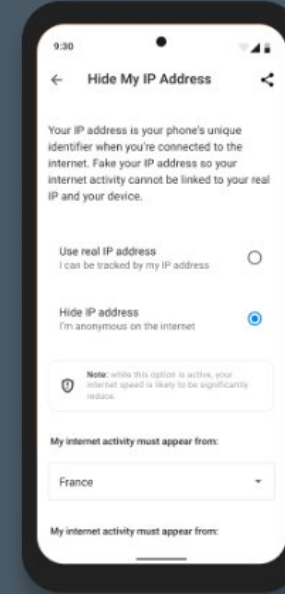 9:30
Hide My IP Address
Your IP address is your phone's unique
identifier when you're connected to the
internet. Fake your IP address so your
internet activity cannot be linked to your real
IP and your device.
Use real IP address
I can be tracked by my IP address
Hide IP address
I'm anonymous on the internet
Note: while this option is active, your
internet speed is likely to be significantly
reduce.
My internet activity must appear from:
France
My internet activity must appear from: